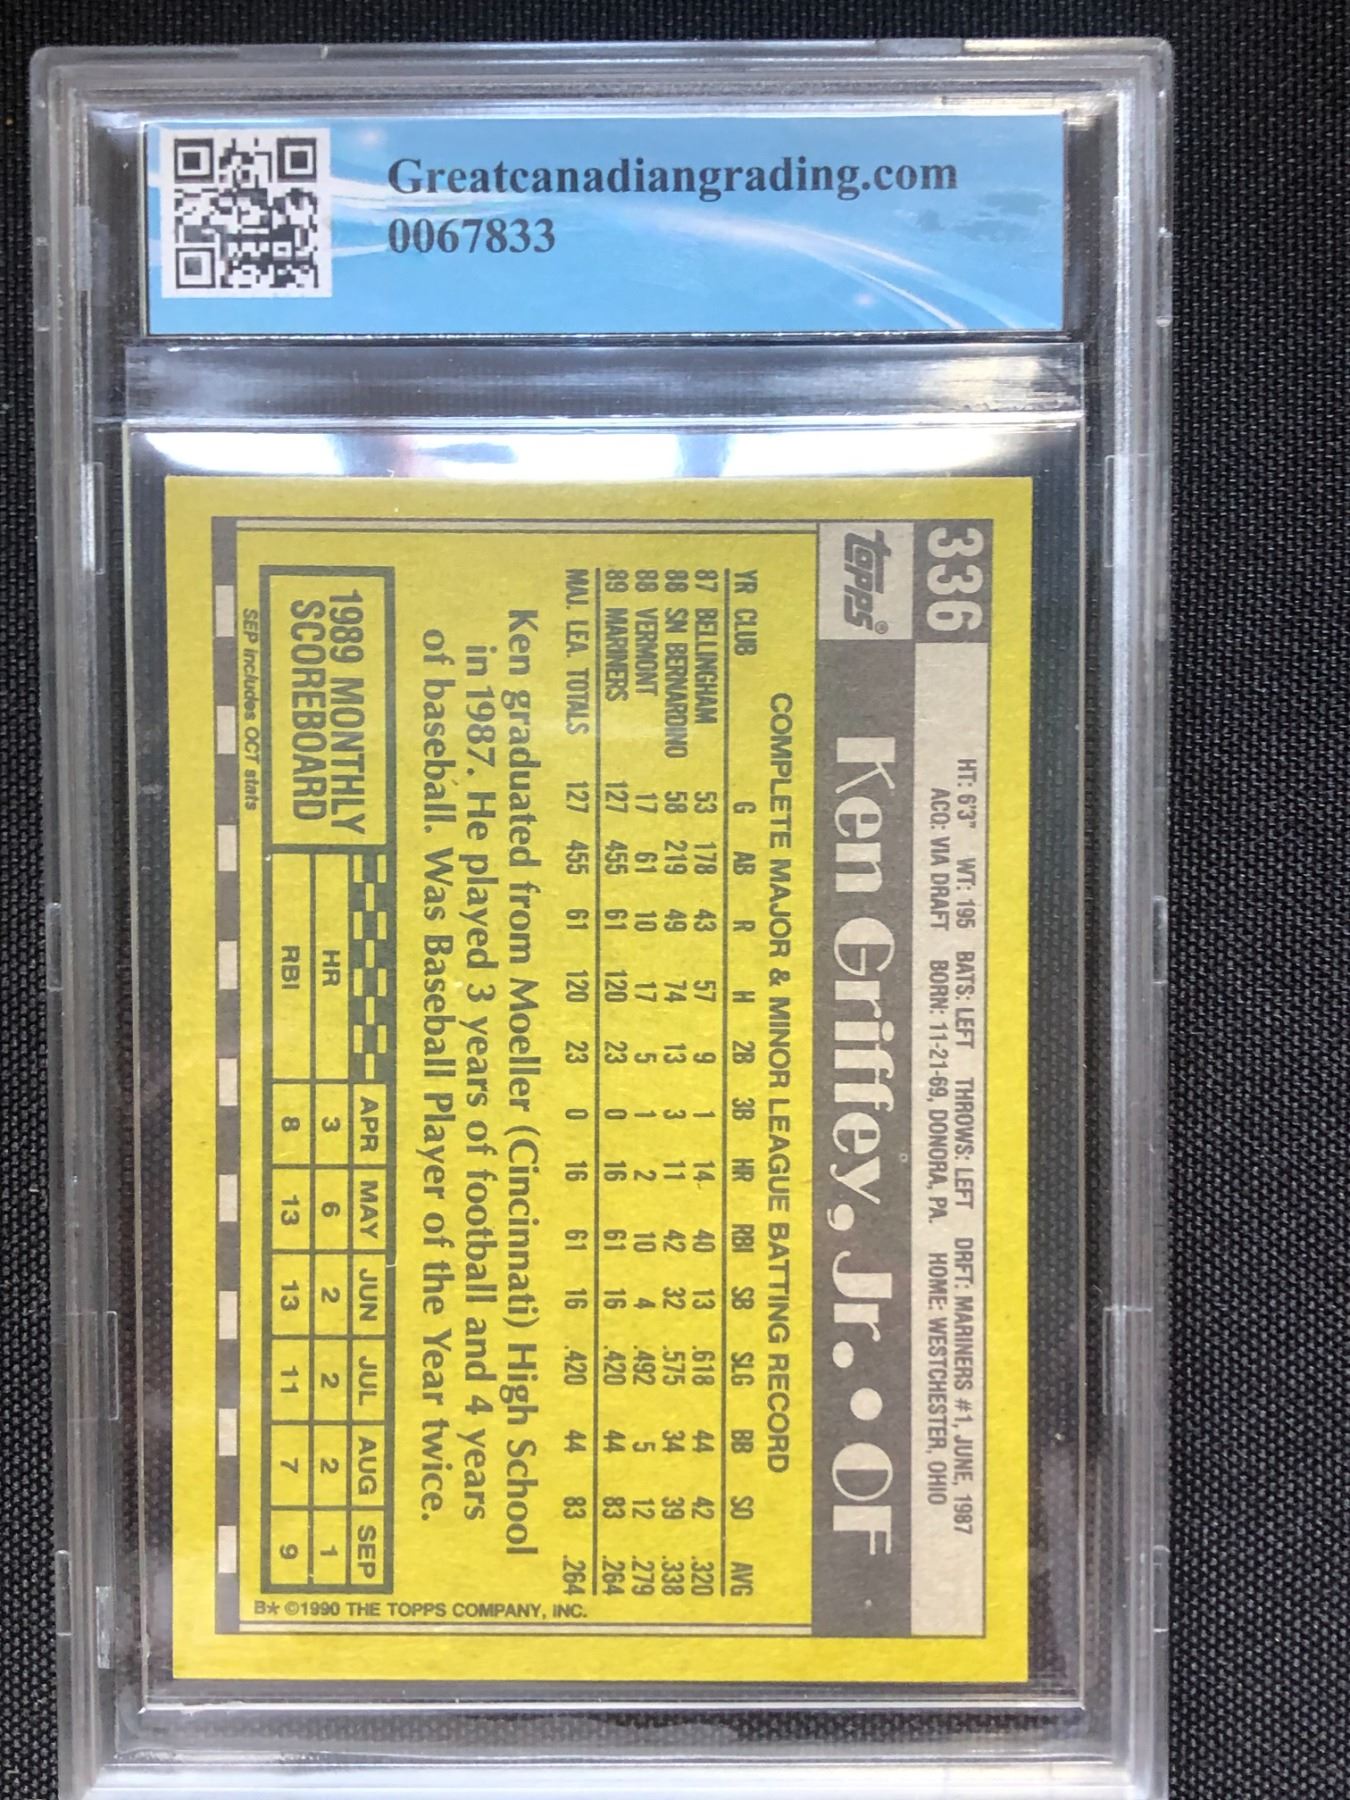 Greatcanadiangrading.com
0067833
336
HT: 6'3" WT: 195 BATS: LEFT THROWS: LEFT DRFT: MARINERS #1, JUNE, 1987
ACQ: VIA DRAFT BORN: 11-21-69, DONORA, PA. HOME: WESTCHESTER, OHIO
topps® Ken Griffey, Jr. • OF
COMPLETE MAJOR & MINOR LEAGUE BATTING RECORD
YR CLUB G AB R H 2B 3B HR RBI SB SLG BB SO AVG
87 BELLINGHAM 53 178 43 57 9 1 14 40 13 .618 44 42 .320
88 SN BERNARDINO 58 219 49 74 13 3 11 42 32 .575 34 39 .338
88 VERMONT 17 61 10 17 5 1 2 10 4 .492 5 12 .279
89 MARINERS 127 455 61 120 23 0 16 61 16 .420 44 83 .264
MAJ. LEA. TOTALS 127 455 61 120 23 0 16 61 16 .420 44 83 .264
Ken graduated from Moeller (Cincinnati) High School
in 1987. He played 3 years of football and 4 years
of baseball. Was Baseball Player of the Year twice.
1989 MONTHLY
SCOREBOARD
APR MAY JUN JUL AUG SEP
HR 3 6 2 2 2 1
RBI 8 13 13 11 7 9
SEP includes OCT stats
B* ©1990 THE TOPPS COMPANY, INC.